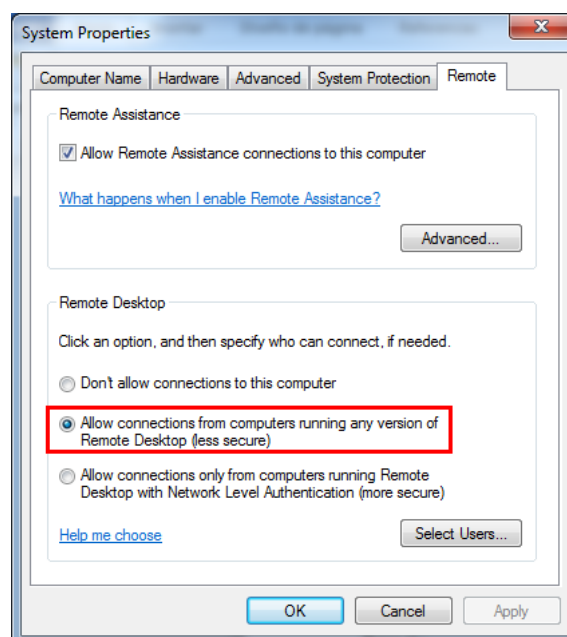 System Properties
Computer Name Hardware Advanced System Protection Remote
Remote Assistance
Allow Remote Assistance connections to this computer
What happens when I enable Remote Assistance?
Advanced...
Remote Desktop
Click an option, and then specify who can connect, if needed.
Don't allow connections to this computer
Allow connections from computers running any version of
Remote Desktop (less secure)
Allow connections only from computers running Remote
Desktop with Network Level Authentication (more secure)
Help me choose
Select Users...
OK Cancel Apply